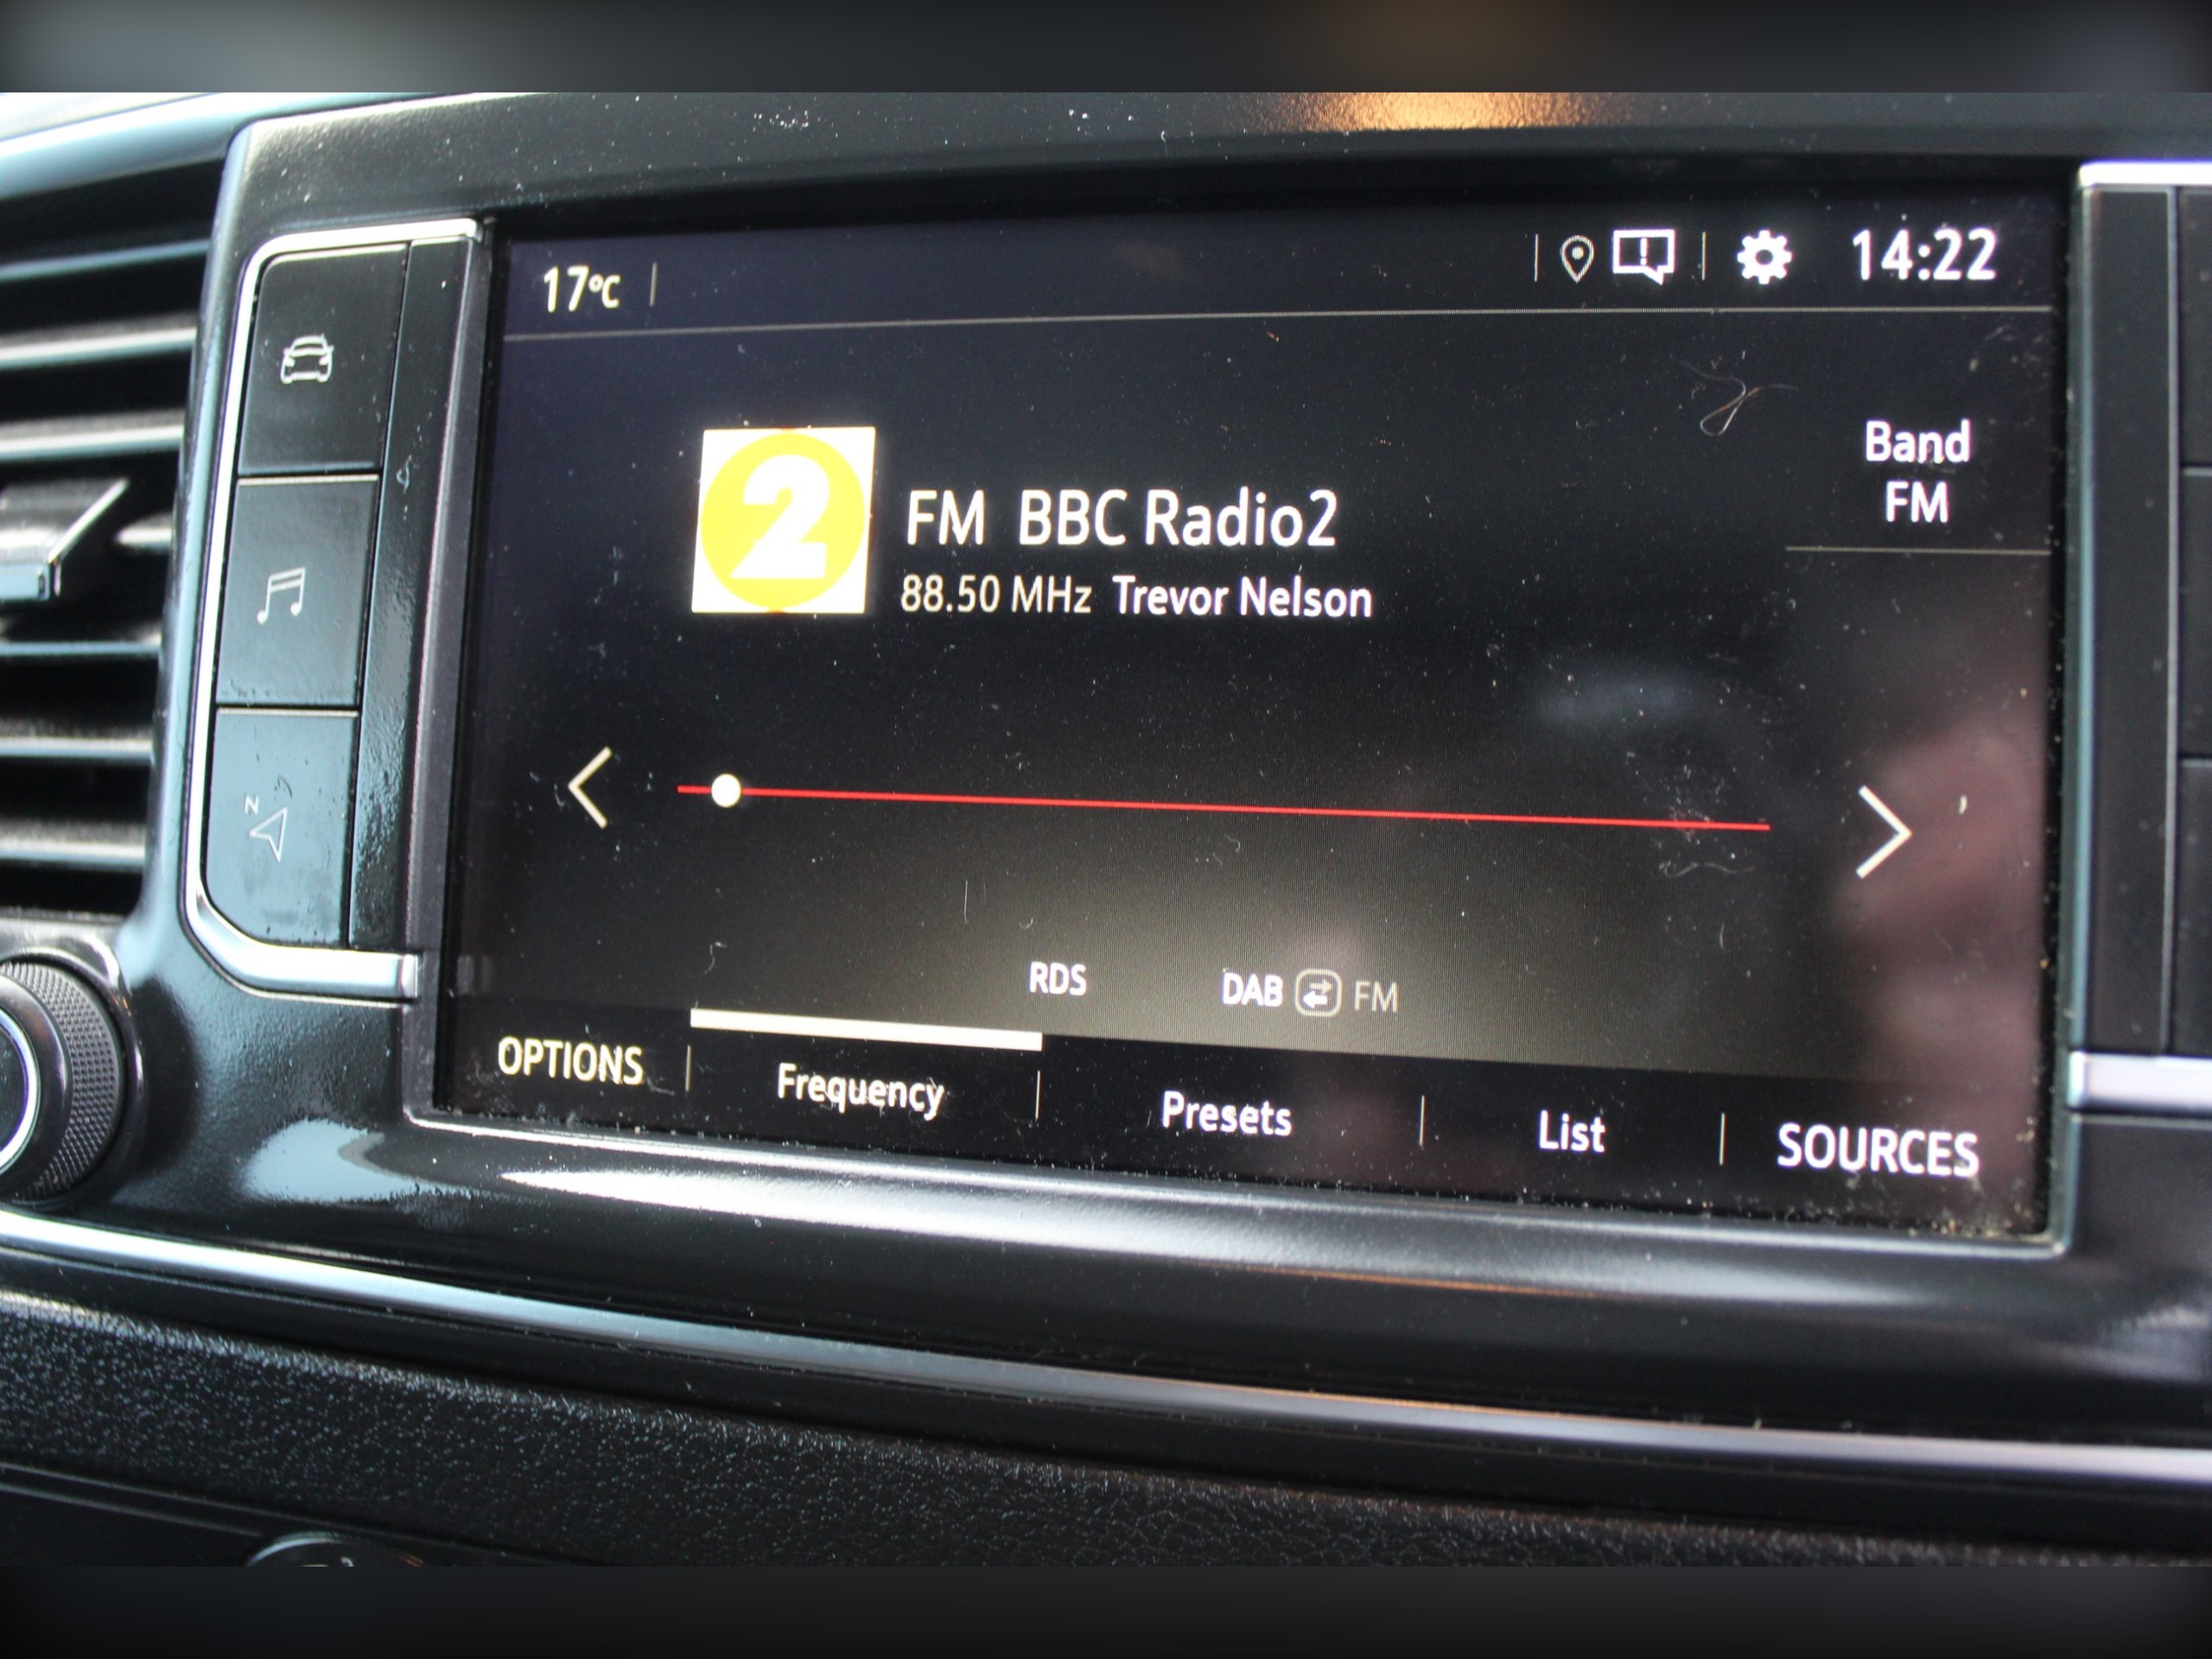 17°C
14:22
2
FM BBC Radio2
88.50 MHz Trevor Nelson
Band
FM
N
RDS
DAB FM
OPTIONS
Frequency
Presets
List
SOURCES